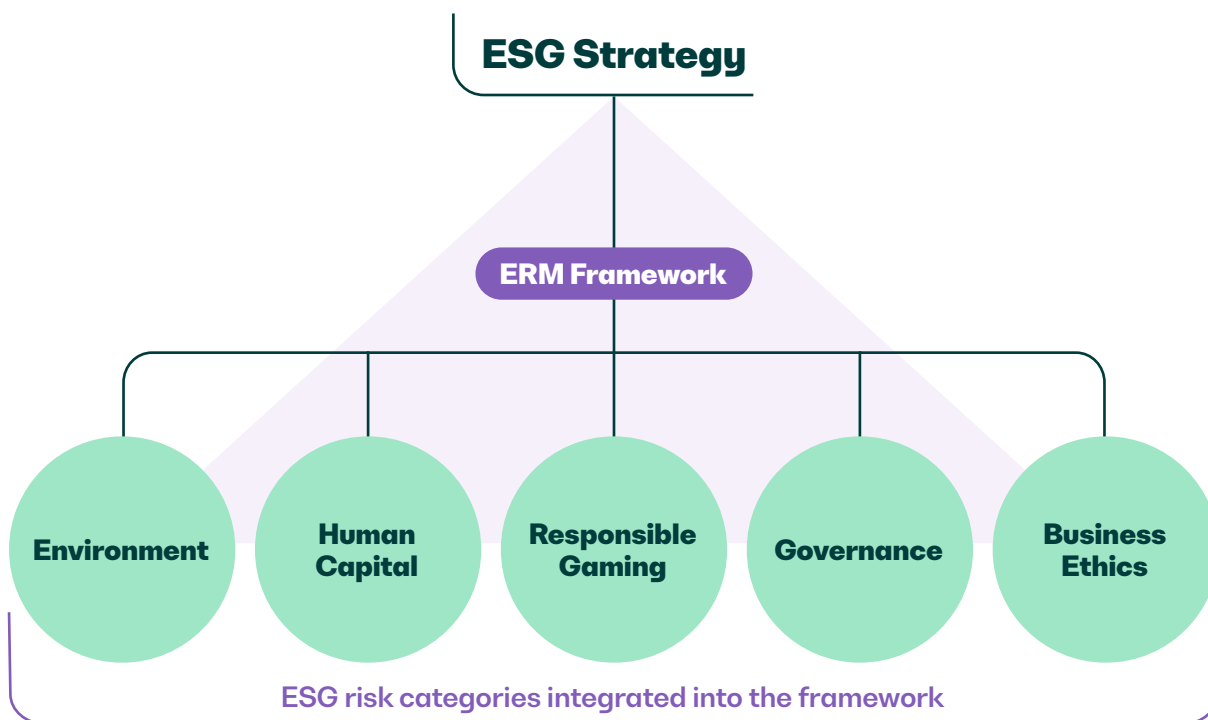 ESG Strategy
ERM Framework
Environment
Human
Capital
Responsible
Gaming
Governance
Business
Ethics
ESG risk categories integrated into the framework